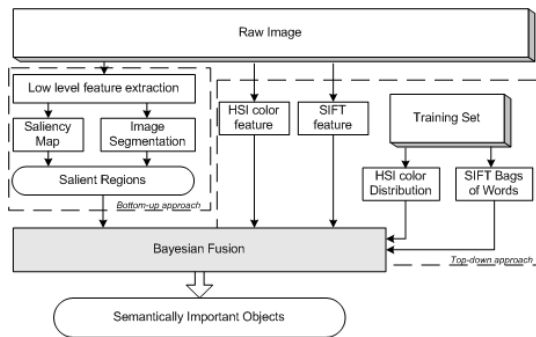 Raw Image
Low level feature extraction
HSI color
feature
SIFT
feature
Saliency
Map
Image
Segmentation
Training Set
Salient Regions
HSI color
Distribution
SIFT Bags
of Words
Bottom-up approach
Bayesian Fusion
Top-down approach
Semantically Important Objects